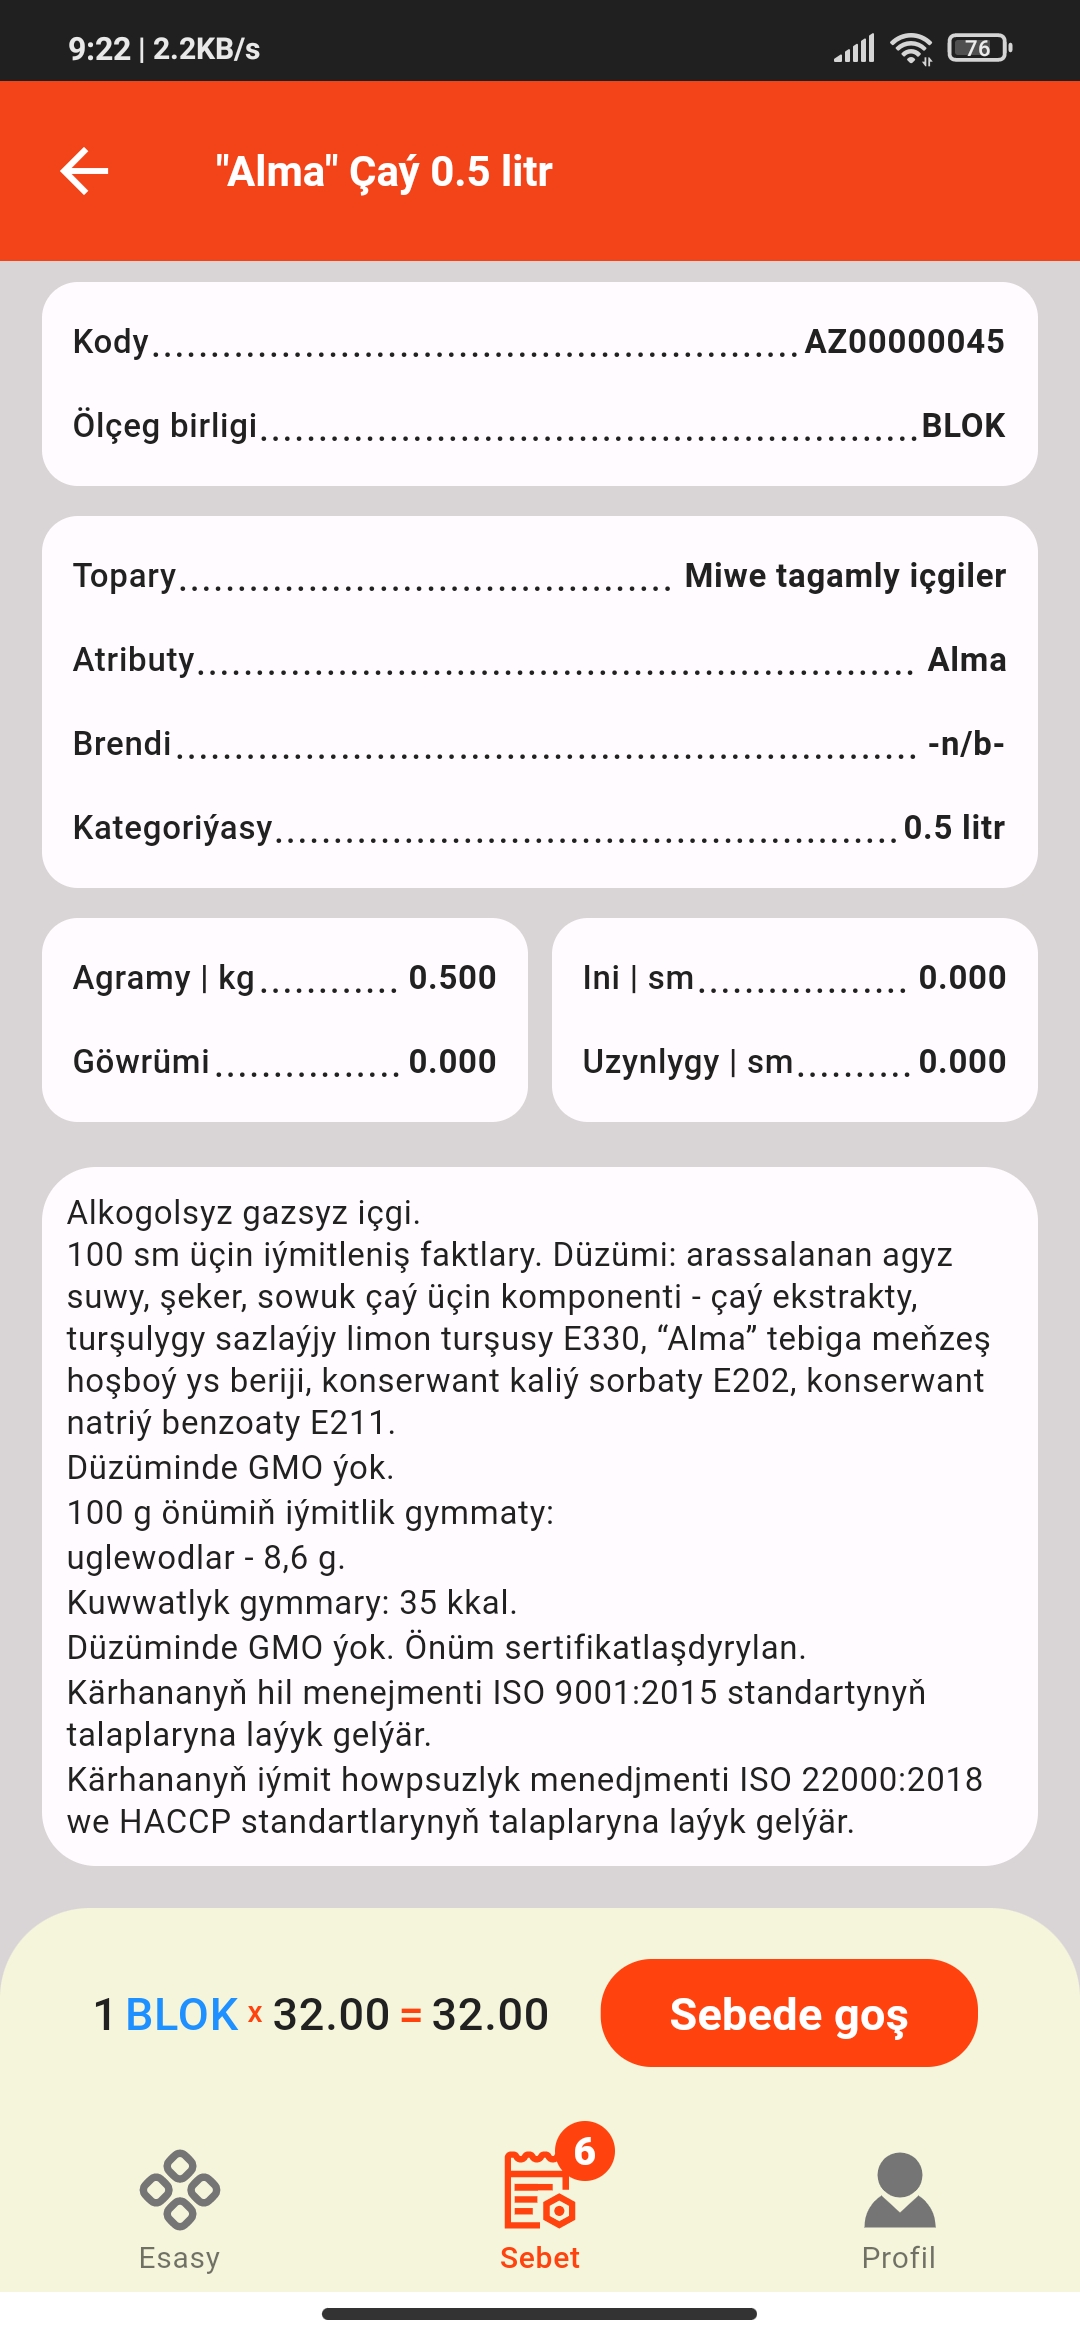 9:22 | 2.2KB/s
76
"Alma" Çaý 0.5 litr
Kody AZ00000045
Ölçeg birligi BLOK
Topary Miwe tagamly içgiler
Atributy Alma
Brendi -n/b-
Kategoriýasy 0.5 litr
Agramy | kg 0.500
Göwrümi 0.000
Ini | sm 0.000
Uzynlygy | sm 0.000
Alkogolsyz gazsyz içgi.
100 sm üçin iýmitleniş faktlary. Düzümi: arassalanan agyz
suwy, şeker, sowuk çaý üçin komponenti - çaý ekstrakty,
turşulygy sazlaýjy limon turşusy E330, “Alma” tebiga meňzeş
hoşboý ys beriji, konserwant kaliý sorbaty E202, konserwant
natriý benzoaty E211.
Düzüminde GMO ýok.
100 g önümiň iýmitlik gymmaty:
uglewodlar - 8,6 g.
Kuwwatlyk gymmary: 35 kkal.
Düzüminde GMO ýok. Önüm sertifikatlaşdyrylan.
Kärhananyň hil menejmenti ISO 9001:2015 standartynyň
talaplaryna laýyk gelýär.
Kärhananyň iýmit howpsuzlyk menedjmenti ISO 22000:2018
we HACCP standartlarynyň talaplaryna laýyk gelýär.
1 BLOK x 32.00 = 32.00
Sebede goş
6
Esasy
Sebet
Profil